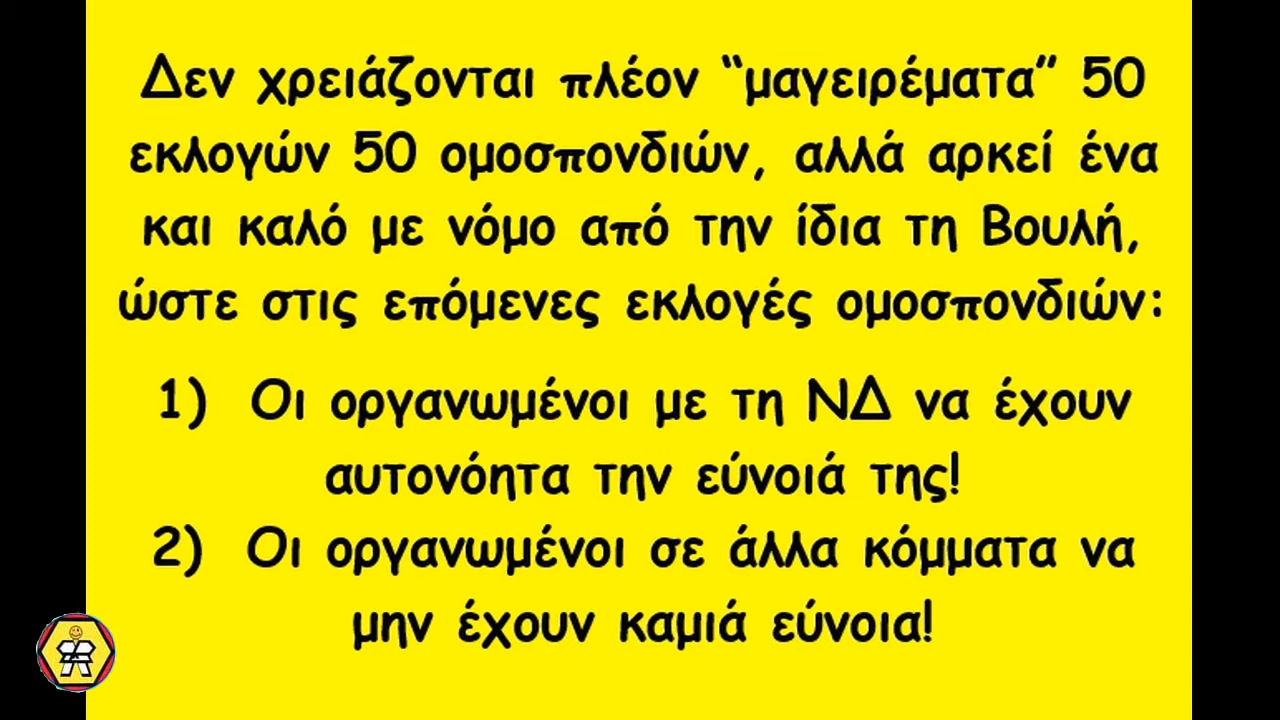 Δεν χρειάζονται πλέον “μαγειρέματα” 50
εκλογών 50 ομοσπονδιών, αλλά αρκεί ένα
και καλό με νόμο από την ίδια τη Βουλή,
ώστε στις επόμενες εκλογές ομοσπονδιών:
1) Οι οργανωμένοι με τη ΝΔ να έχουν
αυτονόητα την εύνοιά της!
2) Οι οργανωμένοι σε άλλα κόμματα να
μην έχουν καμιά εύνοια!